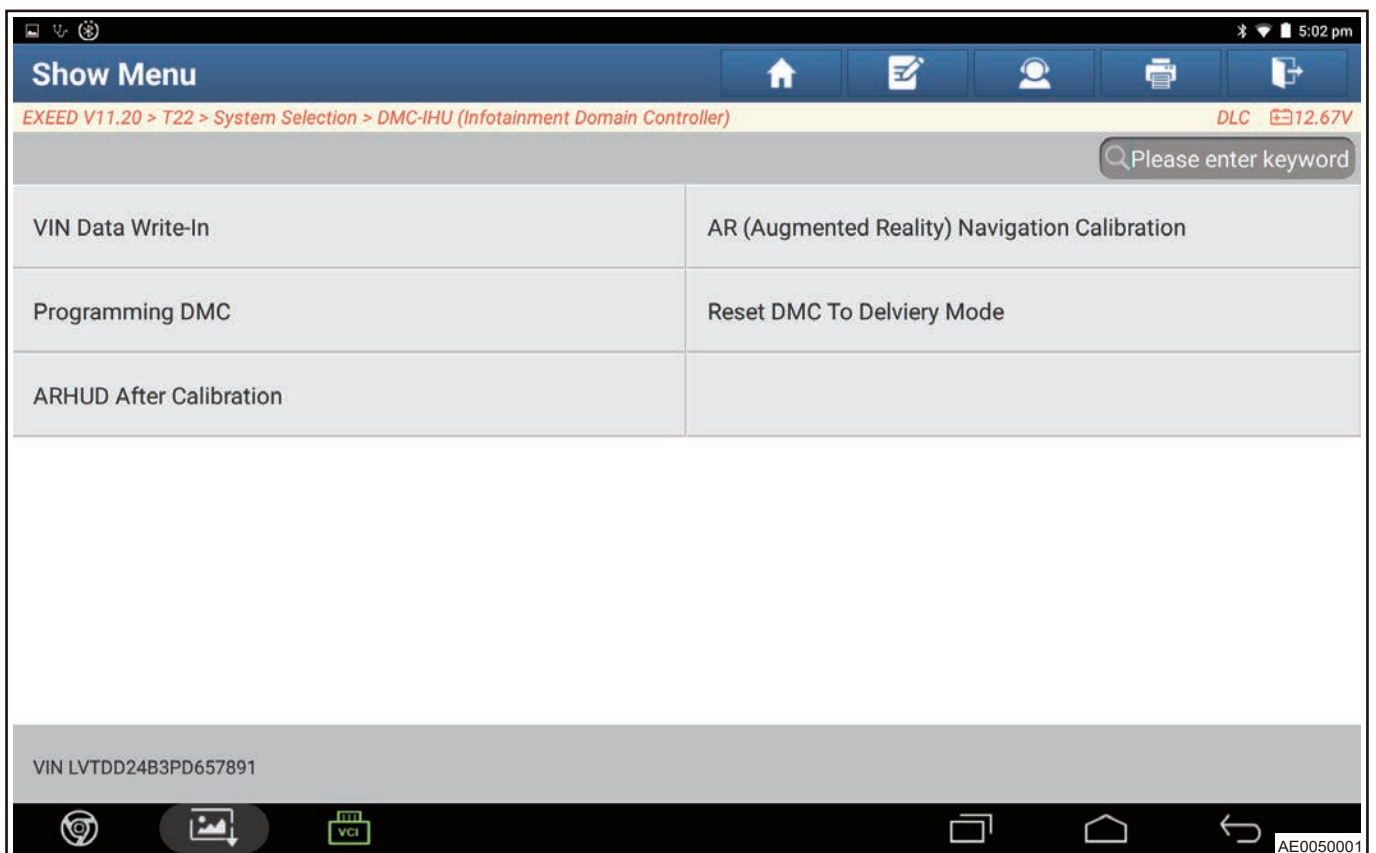 5:02 pm
Show Menu
EXEED V11.20 > T22 > System Selection > DMC-IHU (Infotainment Domain Controller)
DLC 12.67V
Please enter keyword
VIN Data Write-In
AR (Augmented Reality) Navigation Calibration
Programming DMC
Reset DMC To Delviery Mode
ARHUD After Calibration
VIN LVTDD24B3PD657891
VCI
AE0050001